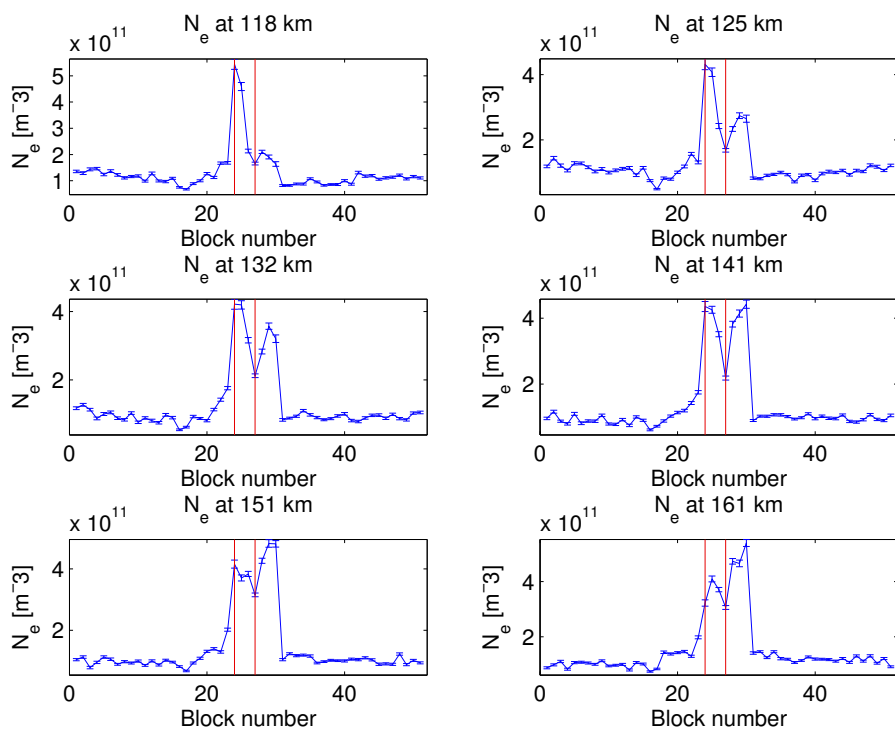 N_e at 118 km
x 10^11
N_e [m^-3]
5
4
3
2
1
0 20 40
Block number
N_e at 125 km
x 10^11
N_e [m^-3]
4
2
0 20 40
Block number
N_e at 132 km
x 10^11
N_e [m^-3]
4
2
0 20 40
Block number
N_e at 141 km
x 10^11
N_e [m^-3]
4
2
0 20 40
Block number
N_e at 151 km
x 10^11
N_e [m^-3]
4
2
0 20 40
Block number
N_e at 161 km
x 10^11
N_e [m^-3]
4
2
0 20 40
Block number